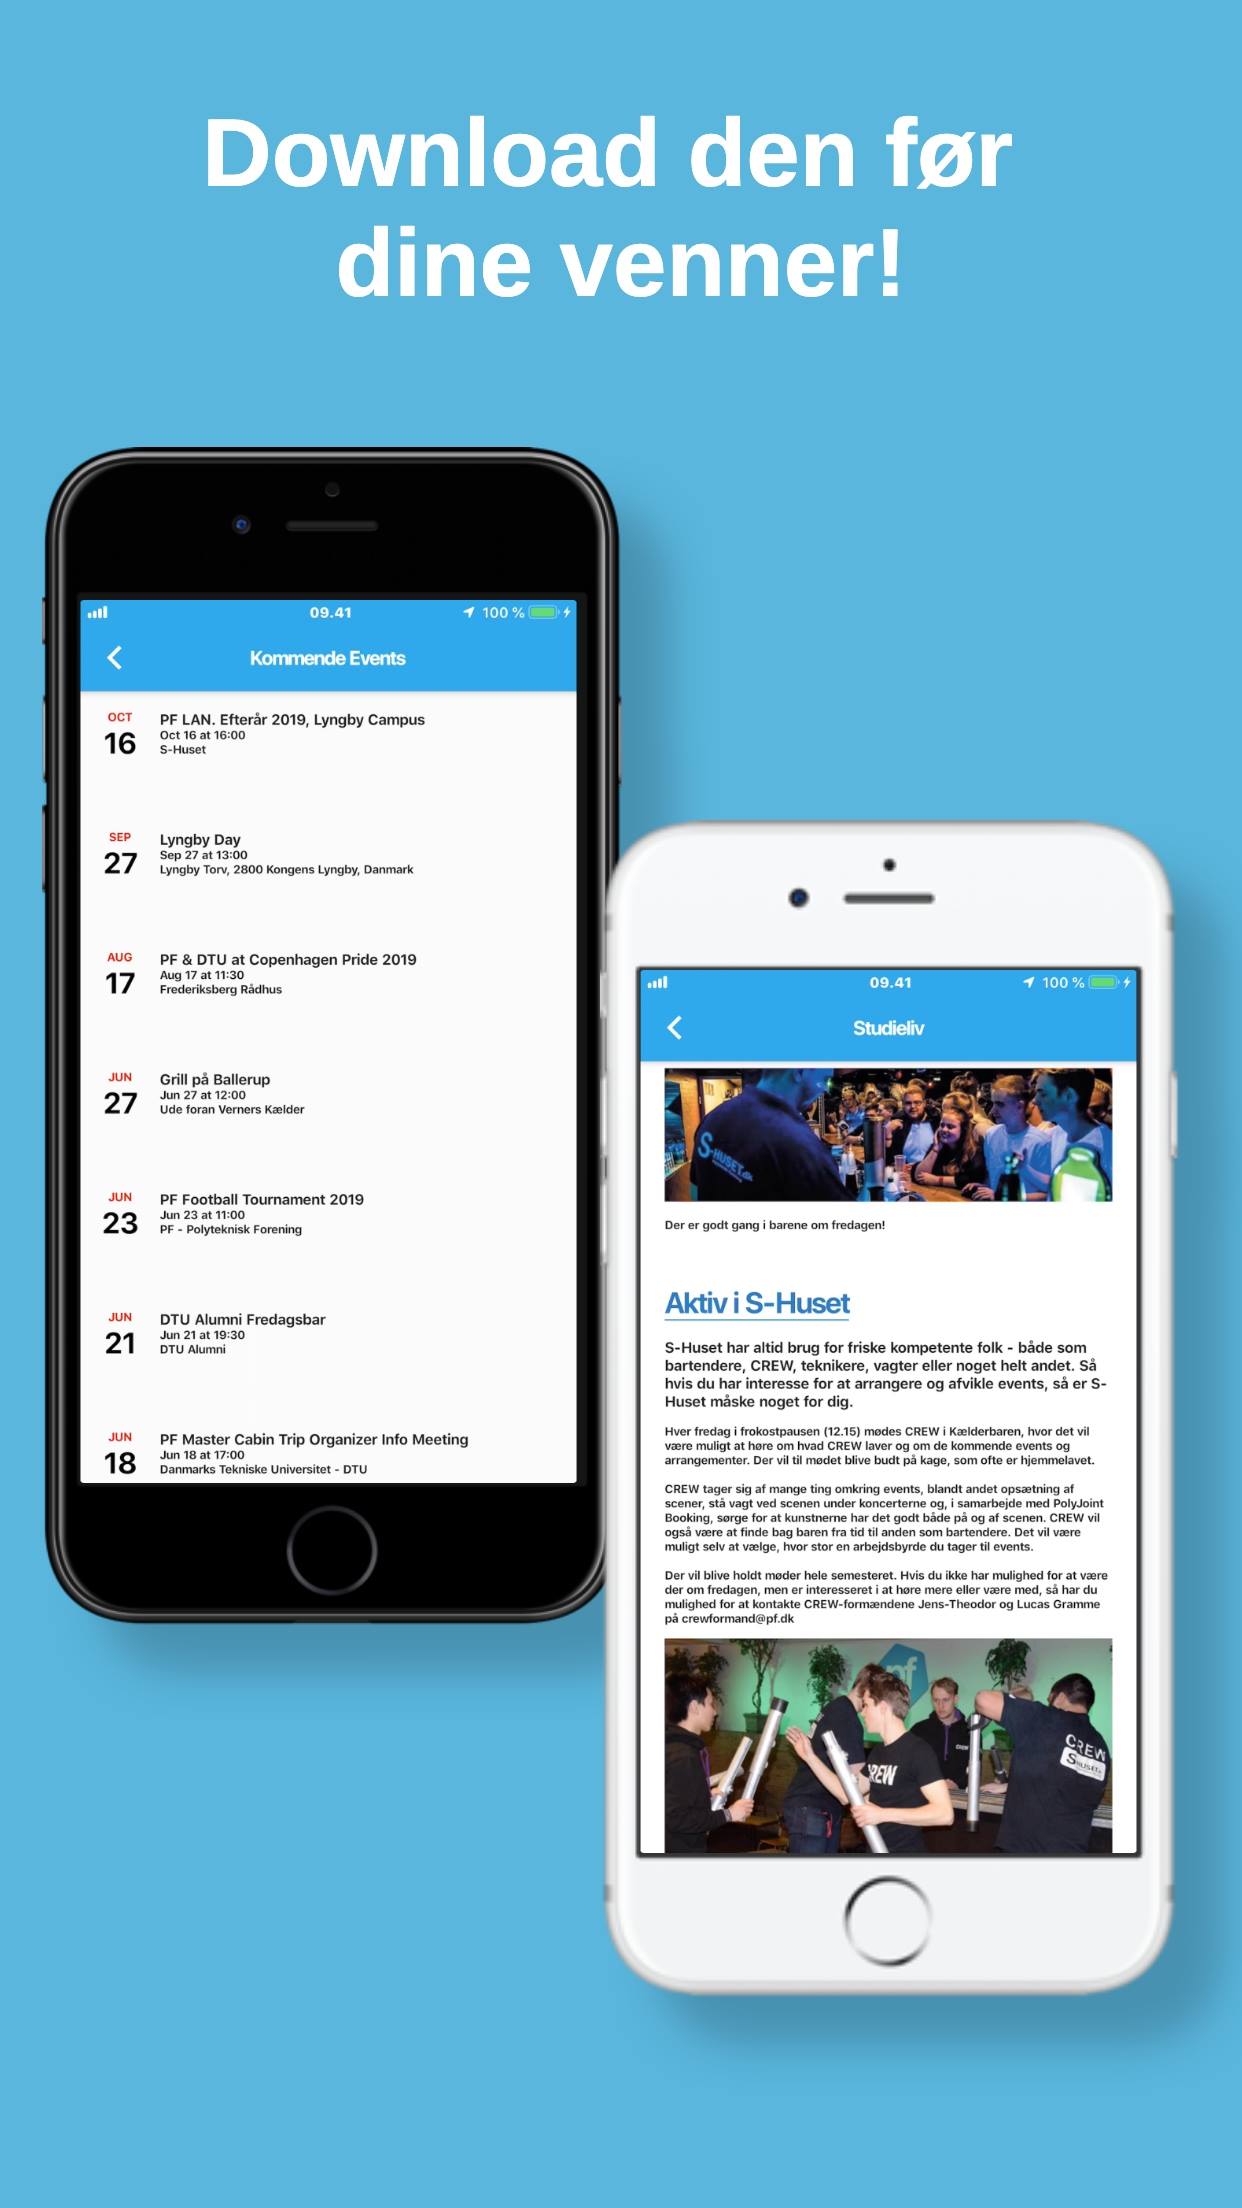 Download den før
dine venner!
09.41
100 %
Kommende Events
OCT
16
PF LAN. Efterår 2019, Lyngby Campus
Oct 16 at 16:00
S-Huset
SEP
27
Lyngby Day
Sep 27 at 13:00
Lyngby Torv, 2800 Kongens Lyngby, Danmark
AUG
17
PF & DTU at Copenhagen Pride 2019
Aug 17 at 11:30
Frederiksberg Rådhus
JUN
27
Grill på Ballerup
Jun 27 at 12:00
Ude foran Verners Kælder
JUN
23
PF Football Tournament 2019
Jun 23 at 11:00
PF - Polyteknisk Forening
JUN
21
DTU Alumni Fredagsbar
Jun 21 at 19:30
DTU Alumni
JUN
18
PF Master Cabin Trip Organizer Info Meeting
Jun 18 at 17:00
Danmarks Tekniske Universitet - DTU
09.41
100 %
Studieliv
S-HUSET.dk
Der er godt gang i barene om fredagen!
Aktiv i S-Huset
S-Huset har altid brug for friske kompetente folk - både som
bartendere, CREW, teknikere, vagter eller noget helt andet. Så
hvis du har interesse for at arrangere og afvikle events, så er S-
Huset måske noget for dig.
Hver fredag i frokostpausen (12.15) mødes CREW i Kælderbaren, hvor det vil
være muligt at høre om hvad CREW laver og om de kommende events og
arrangementer. Der vil til mødet blive budt på kage, som ofte er hjemmelavet.
CREW tager sig af mange ting omkring events, blandt andet opsætning af
scener, stå vagt ved scenen under koncerterne og, i samarbejde med PolyJoint
Booking, sørge for at kunstnerne har det godt både på og af scenen. CREW vil
også være at finde bag baren fra tid til anden som bartendere. Det vil være
muligt selv at vælge, hvor stor en arbejdsbyrde du tager til events.
Der vil blive holdt møder hele semesteret. Hvis du ikke har mulighed for at være
der om fredagen, men er interesseret i at høre mere eller være med, så har du
mulighed for at kontakte CREW-formændene Jens-Theodor og Lucas Gramme
på crewformand@pf.dk
pf
CREW
CREW
CREW
S-HUSET